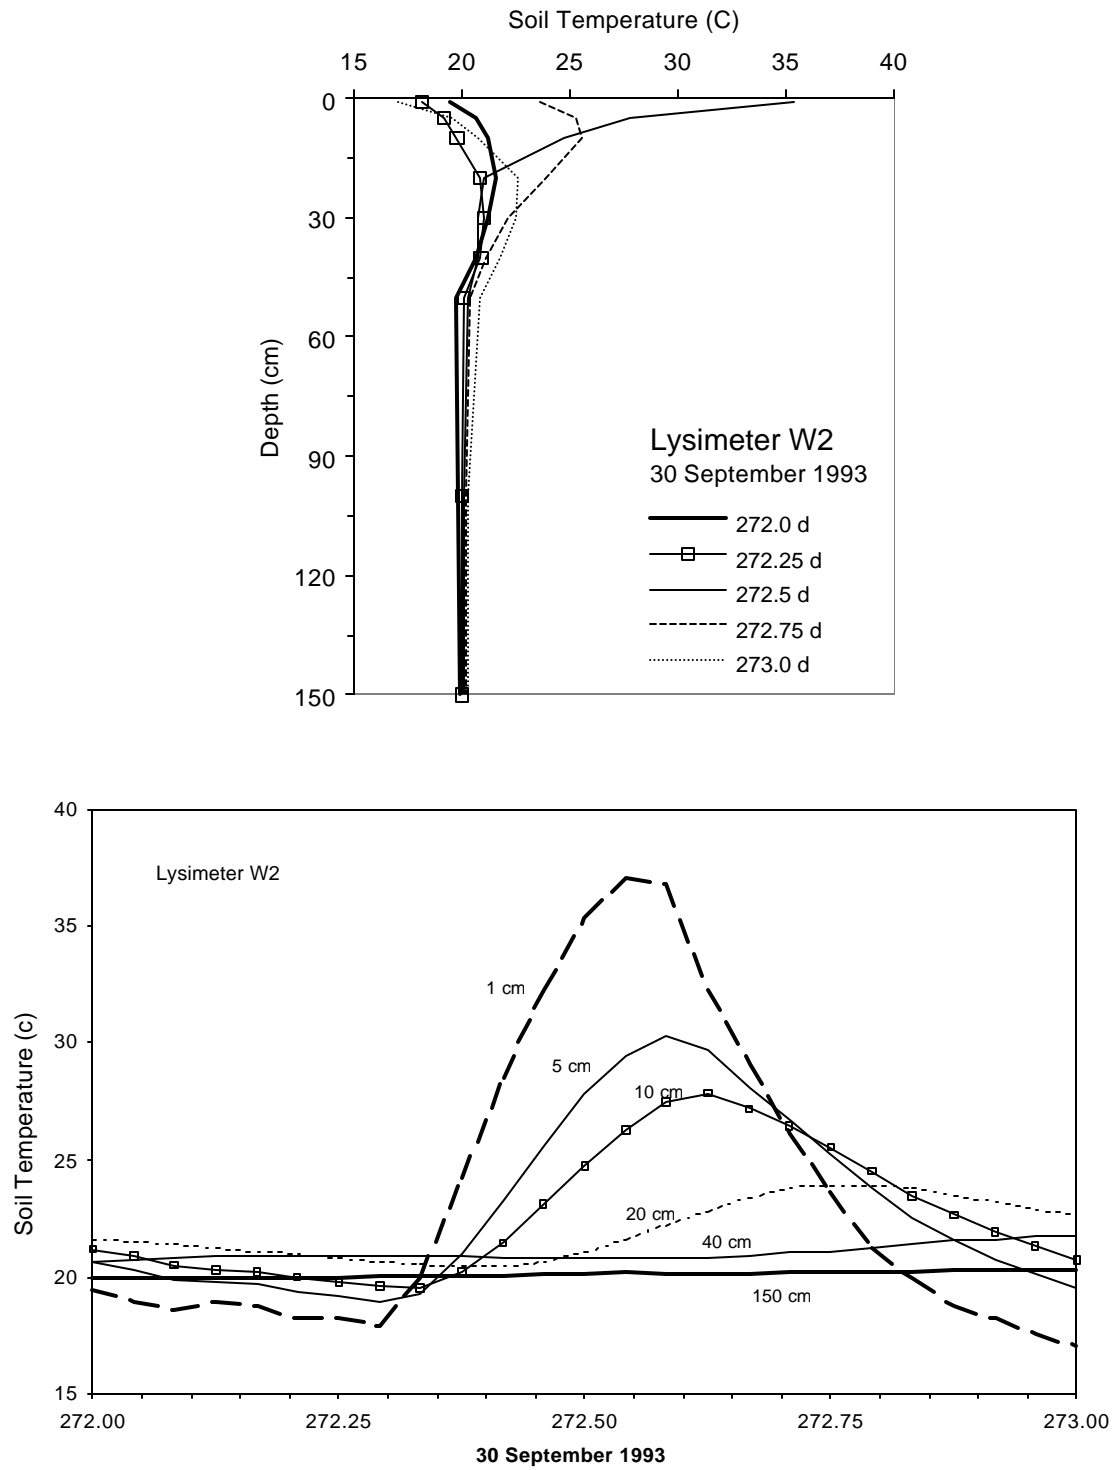 Soil Temperature (C)
15 20 25 30 35 40
0
30
60
90
120
150
Depth (cm)
Lysimeter W2
30 September 1993
272.0 d
272.25 d
272.5 d
272.75 d
273.0 d
40
35
30
25
20
15
Soil Temperature (c)
Lysimeter W2
1 cm
5 cm
10 cm
20 cm
40 cm
150 cm
272.00 272.25 272.50 272.75 273.00
30 September 1993